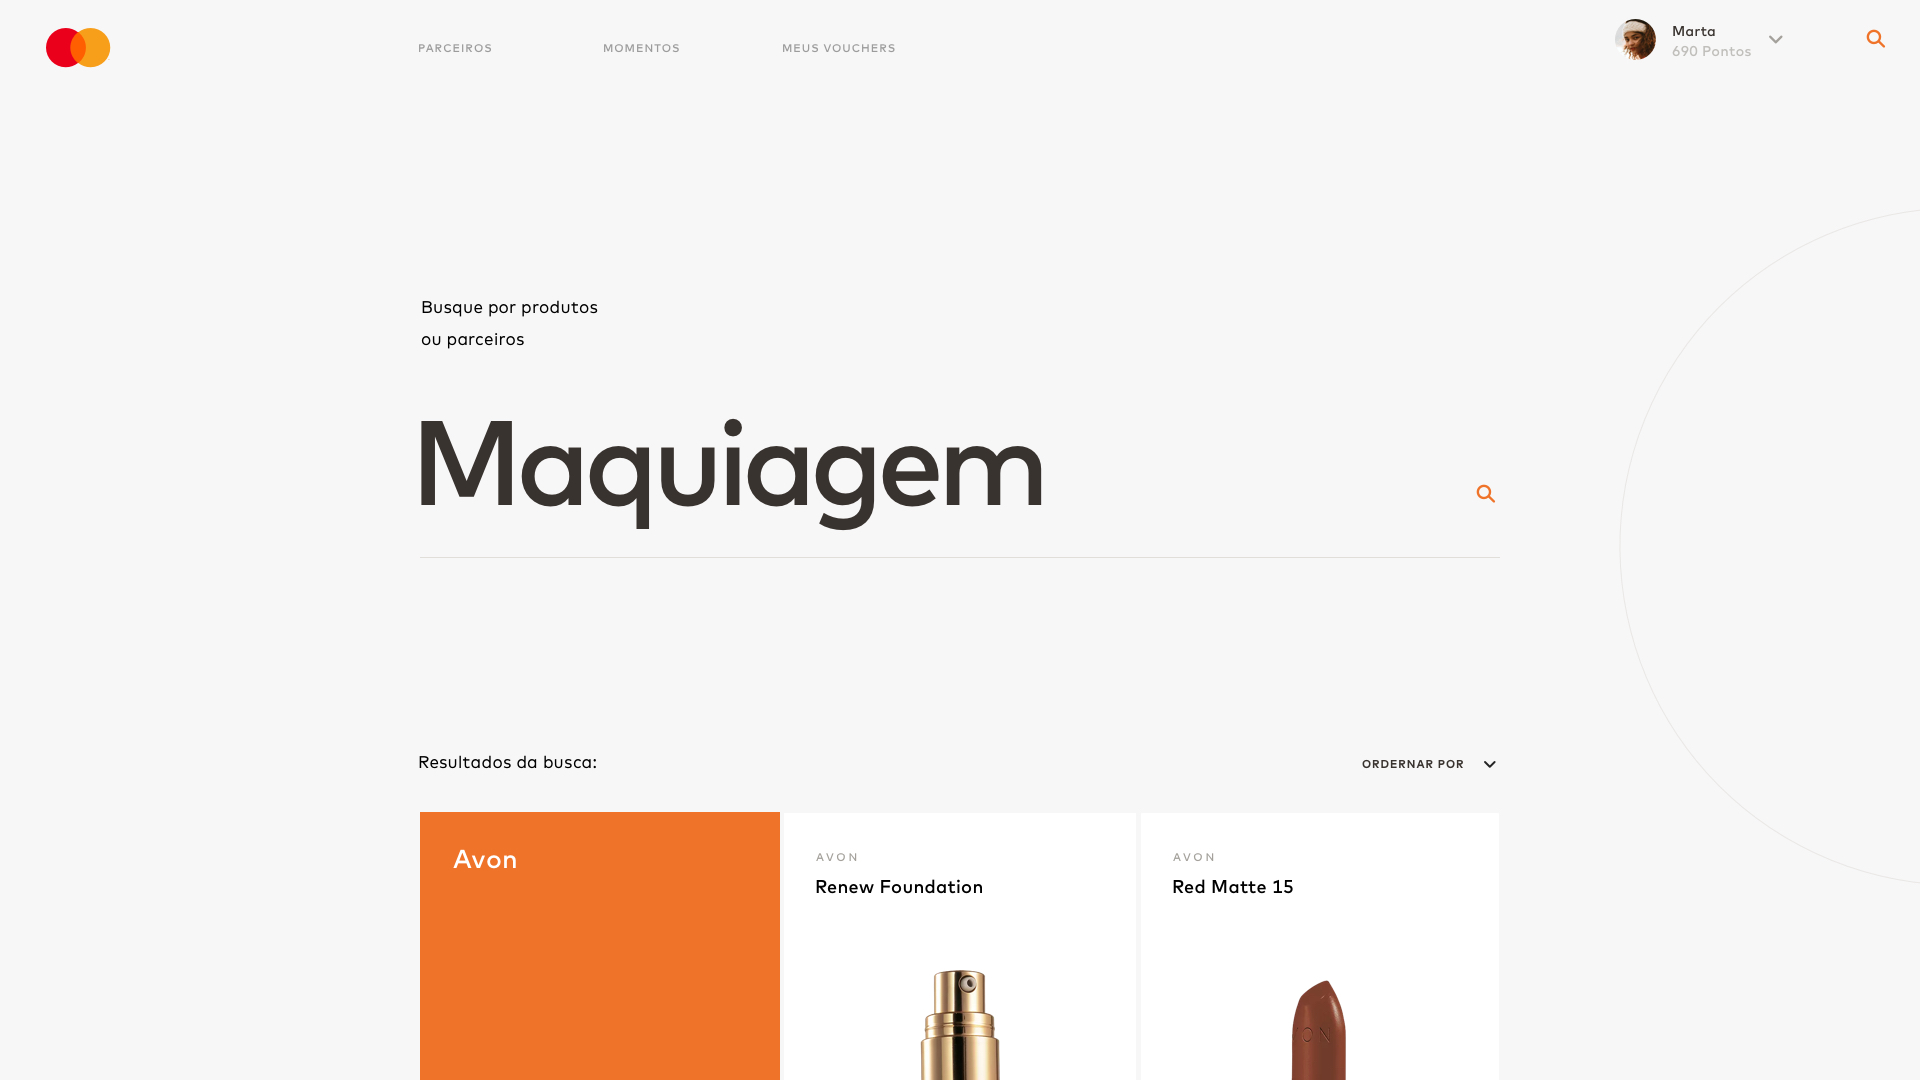 PARCEIROS
MOMENTOS
MEUS VOUCHERS
Marta
690 Pontos
Busque por produtos
ou parceiros
Maquiagem
Resultados da busca:
ORDERNAR POR
Avon
AVON
Renew Foundation
AVON
Red Matte 15